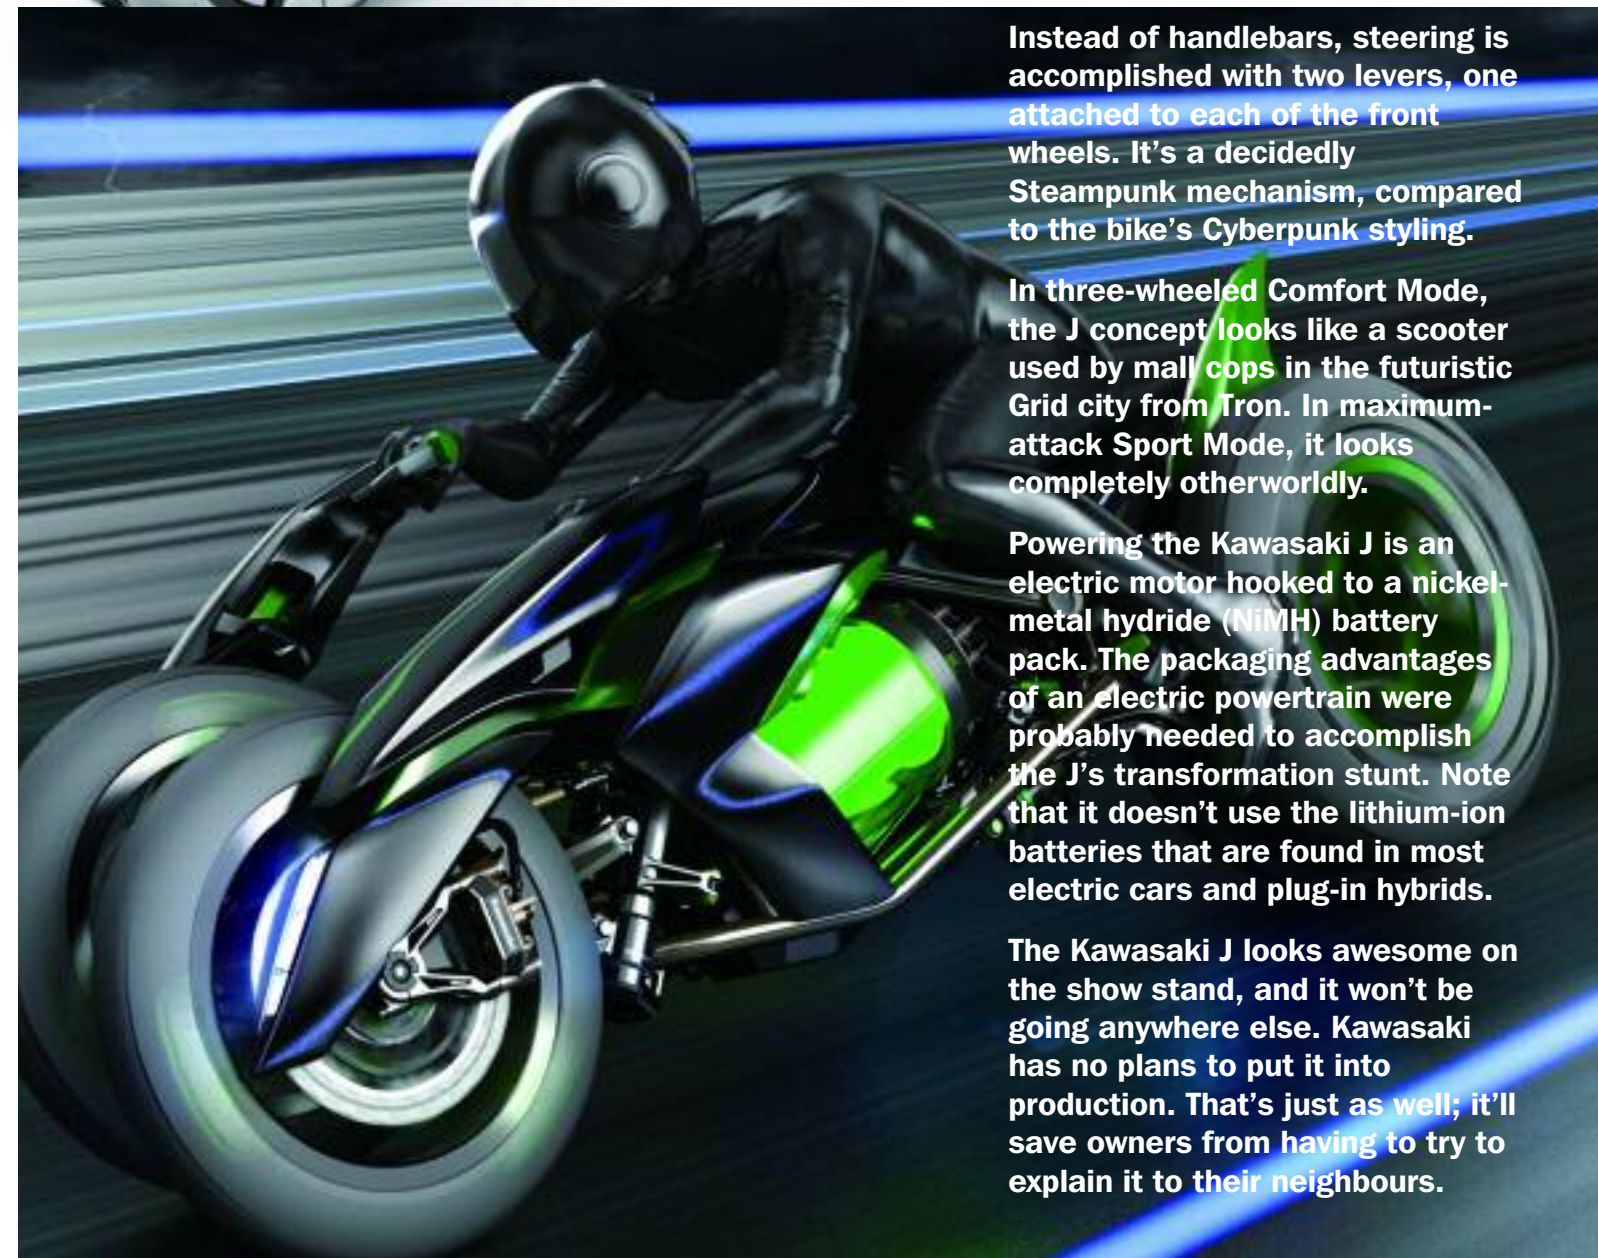 Instead of handlebars, steering is
accomplished with two levers, one
attached to each of the front
wheels. It's a decidedly
Steampunk mechanism, compared
to the bike's Cyberpunk styling.
In three-wheeled Comfort Mode,
the J concept looks like a scooter
used by mall cops in the futuristic
Grid city from Tron. In maximum-
attack Sport Mode, it looks
completely otherworldly.
Powering the Kawasaki J is an
electric motor hooked to a nickel-
metal hydride (NiMH) battery
pack. The packaging advantages
of an electric powertrain were
probably needed to accomplish
the J's transformation stunt. Note
that it doesn't use the lithium-ion
batteries that are found in most
electric cars and plug-in hybrids.
The Kawasaki J looks awesome on
the show stand, and it won't be
going anywhere else. Kawasaki
has no plans to put it into
production. That's just as well; it'll
save owners from having to try to
explain it to their neighbours.